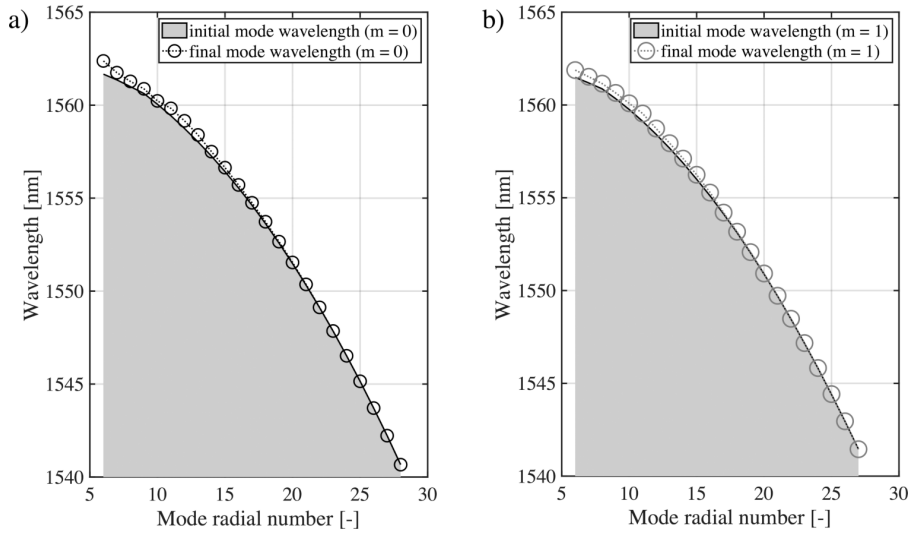 a)
initial mode wavelength (m = 0)
final mode wavelength (m = 0)
Wavelength [nm]
1565
1560
1555
1550
1545
1540
5 10 15 20 25 30
Mode radial number [-]
b)
initial mode wavelength (m = 1)
final mode wavelength (m = 1)
Wavelength [nm]
1565
1560
1555
1550
1545
1540
5 10 15 20 25 30
Mode radial number [-]